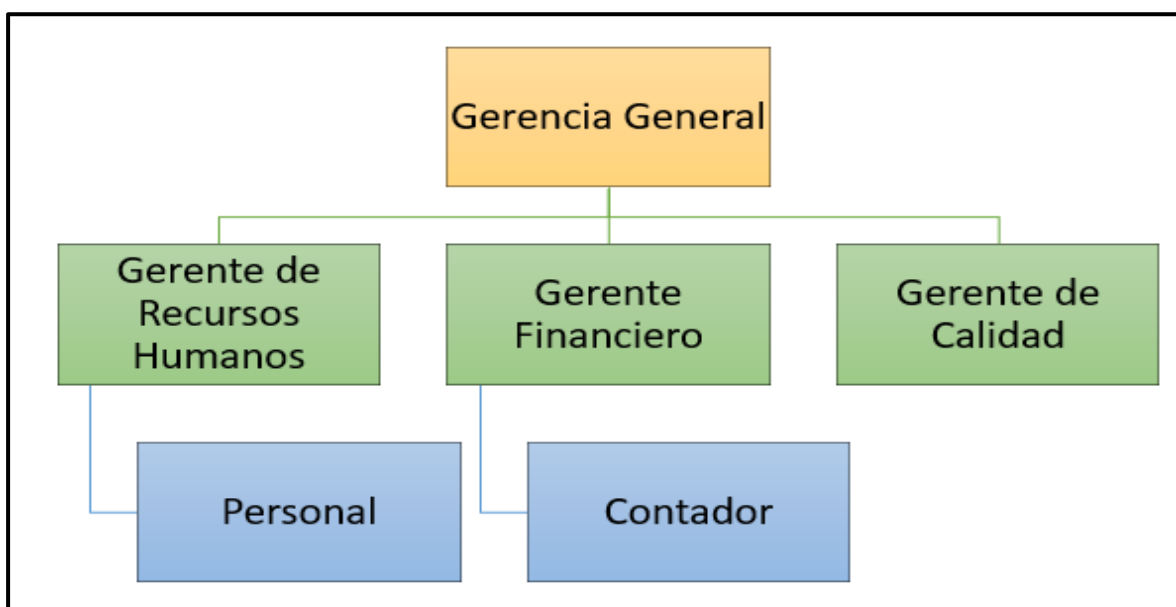 Gerencia General
Gerente de
Recursos
Humanos
Gerente
Financiero
Gerente de
Calidad
Personal
Contador